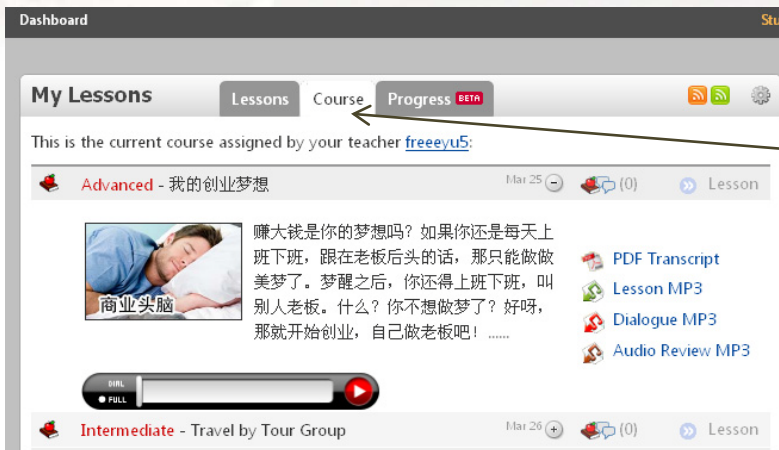 Dashboard
My Lessons
Lessons Course Progress BETA
This is the current course assigned by your teacher freeeyu5:
Advanced - 我的创业梦想 Mar 25 (0) Lesson
赚大钱是你的梦想吗？如果你还是每天上
班下班，跟在老板后头的话，那只能做做
美梦了。梦醒之后，你还得上班下班，叫
别人老板。什么？你不想做梦了？好呀，
那就开始创业，自己做老板吧！......
商业头脑
PDF Transcript
Lesson MP3
Dialogue MP3
Audio Review MP3
DIAL
FULL
Intermediate - Travel by Tour Group Mar 26 (0) Lesson